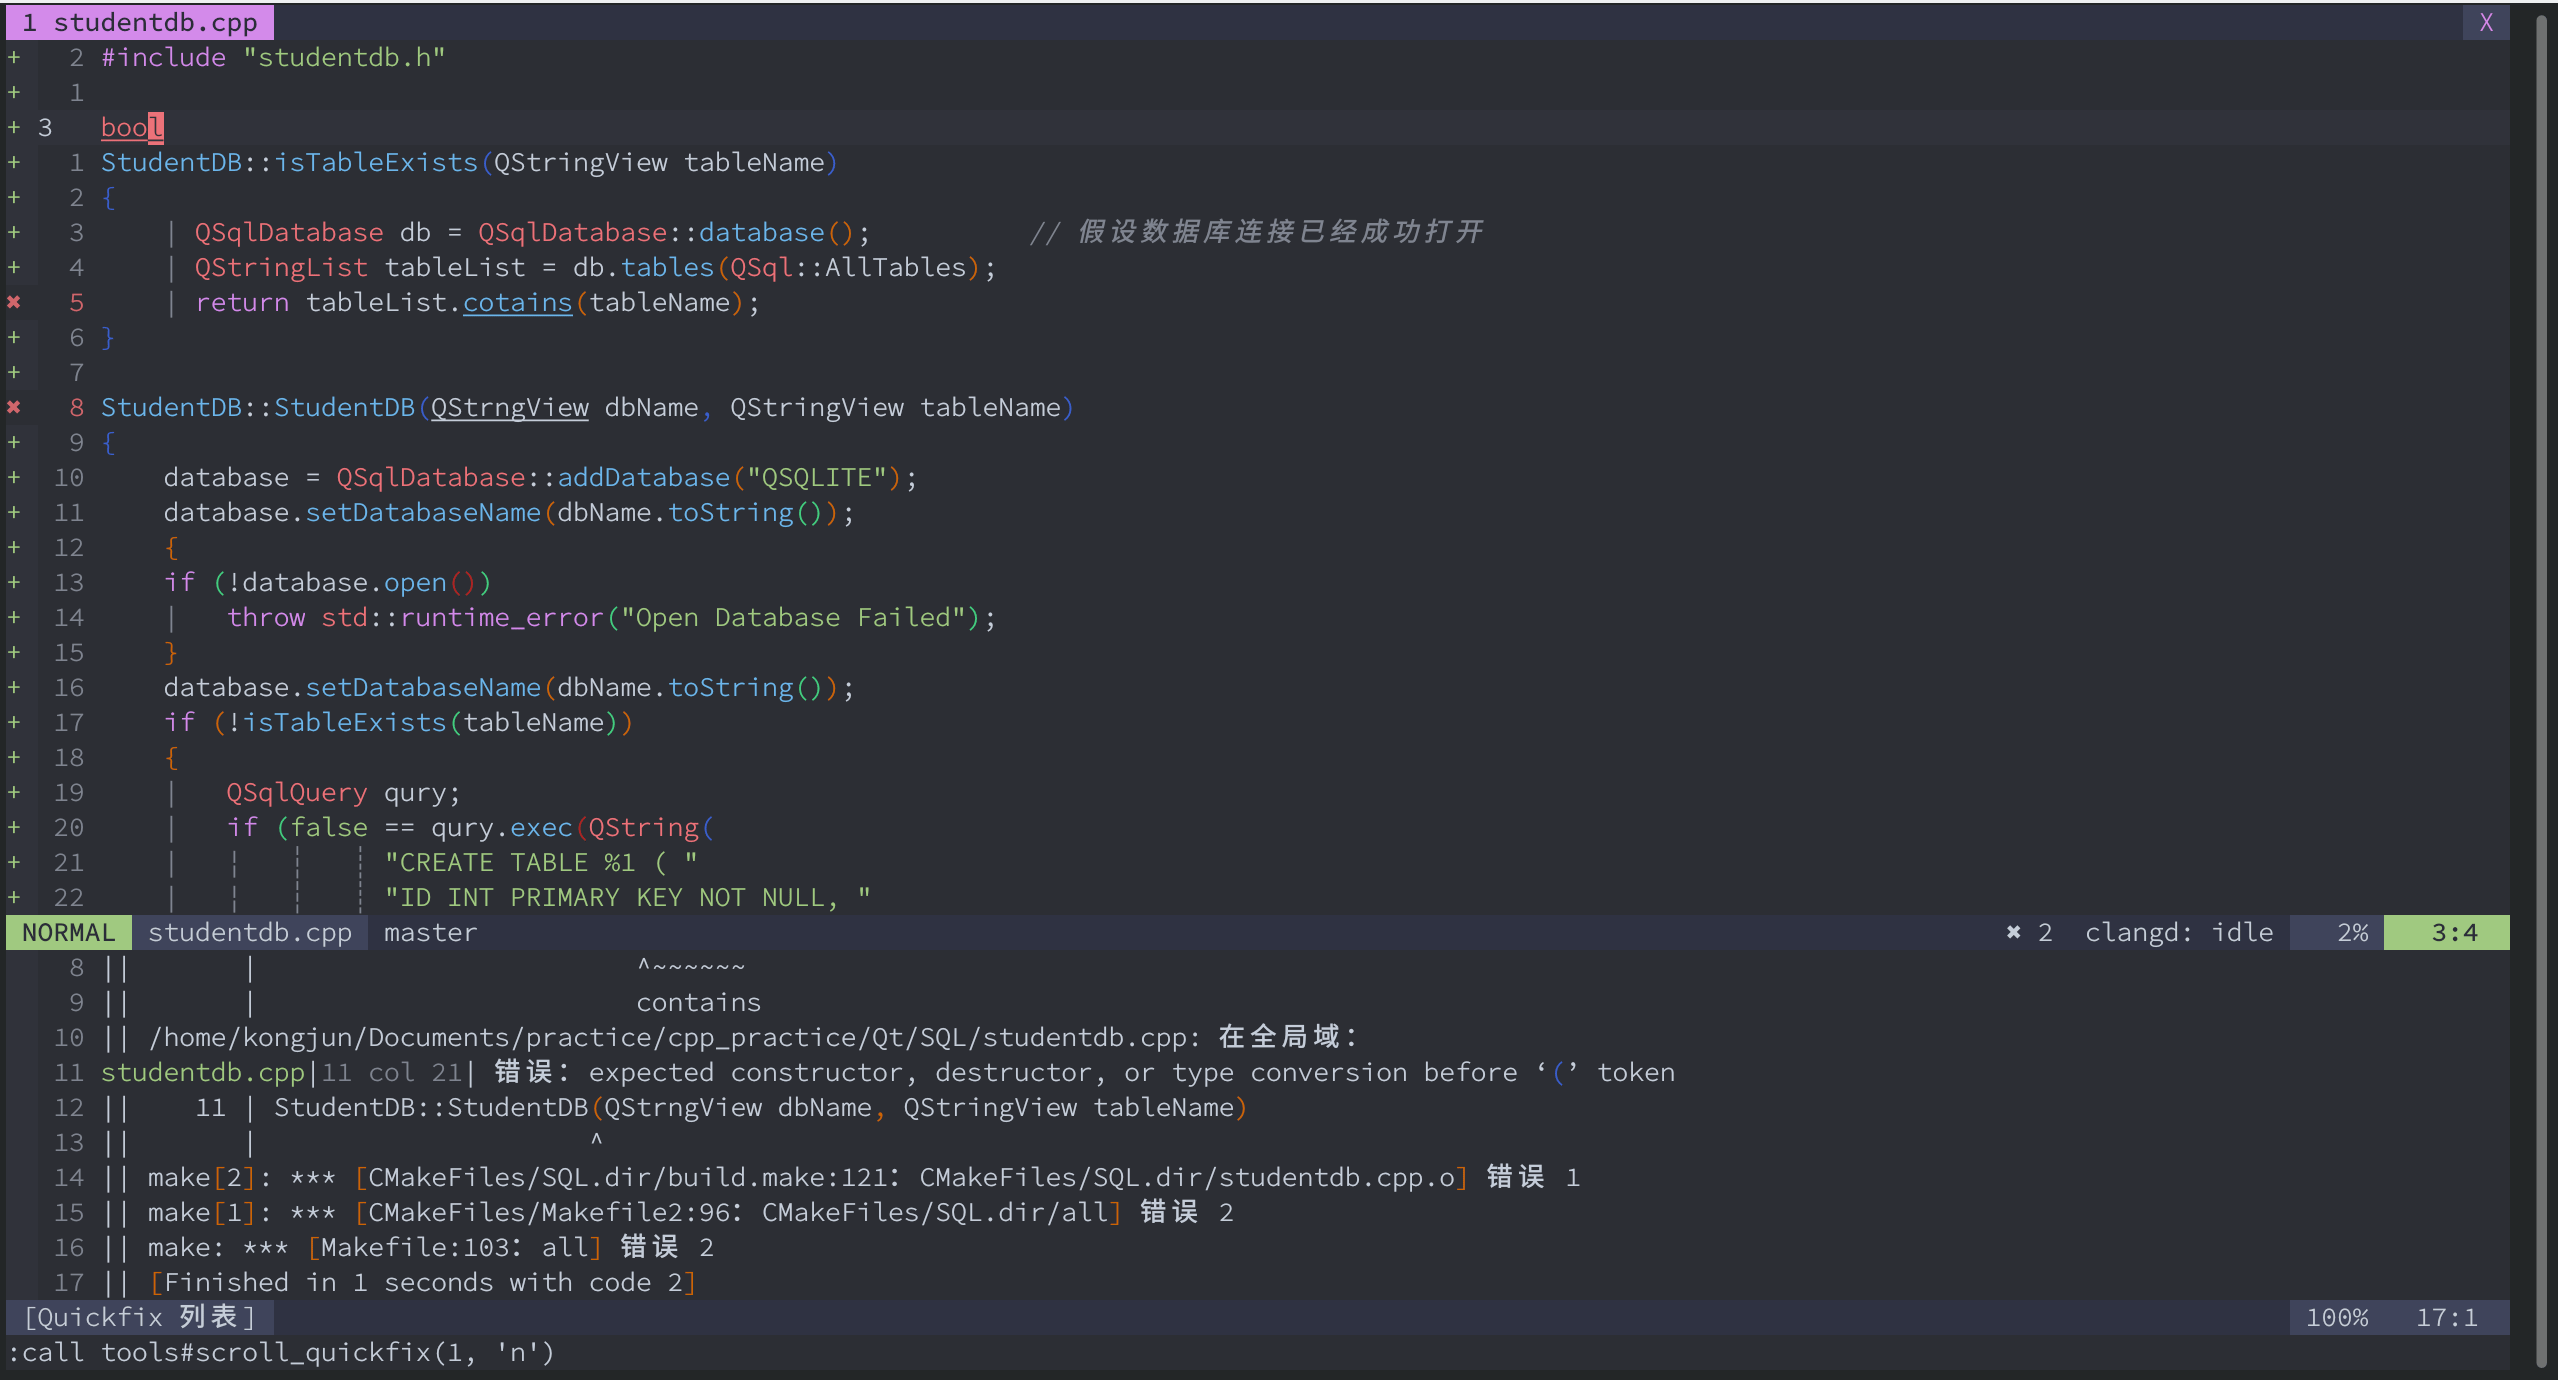 1 studentdb.cpp X
+ 2 #include "studentdb.h"
+ 1
+ 3 bool
+ 1 StudentDB::isTableExists(QStringView tableName)
+ 2 {
+ 3 | QSqlDatabase db = QSqlDatabase::database(); // 假设数据库连接已经成功打开
+ 4 | QStringList tableList = db.tables(QSql::AllTables);
✖ 5 | return tableList.cotains(tableName);
+ 6 }
+ 7
✖ 8 StudentDB::StudentDB(QStrngView dbName, QStringView tableName)
+ 9 {
+ 10 database = QSqlDatabase::addDatabase("QSQLITE");
+ 11 database.setDatabaseName(dbName.toString());
+ 12 {
+ 13 if (!database.open())
+ 14 | throw std::runtime_error("Open Database Failed");
+ 15 }
+ 16 database.setDatabaseName(dbName.toString());
+ 17 if (!isTableExists(tableName))
+ 18 {
+ 19 | QSqlQuery qury;
+ 20 | if (false == qury.exec(QString(
+ 21 | ¦ ┆ ┊ "CREATE TABLE %1 ( "
+ 22 | ¦ ┆ ┊ "ID INT PRIMARY KEY NOT NULL, "
NORMAL studentdb.cpp master ✖ 2 clangd: idle 2% 3:4
8 || | ^~~~~~~
9 || | contains
10 || /home/kongjun/Documents/practice/cpp_practice/Qt/SQL/studentdb.cpp: 在全局域：
11 studentdb.cpp|11 col 21| 错误：expected constructor, destructor, or type conversion before ‘(’ token
12 || 11 | StudentDB::StudentDB(QStrngView dbName, QStringView tableName)
13 || | ^
14 || make[2]: *** [CMakeFiles/SQL.dir/build.make:121：CMakeFiles/SQL.dir/studentdb.cpp.o] 错误 1
15 || make[1]: *** [CMakeFiles/Makefile2:96：CMakeFiles/SQL.dir/all] 错误 2
16 || make: *** [Makefile:103：all] 错误 2
17 || [Finished in 1 seconds with code 2]
[Quickfix 列表] 100% 17:1
:call tools#scroll_quickfix(1, 'n')